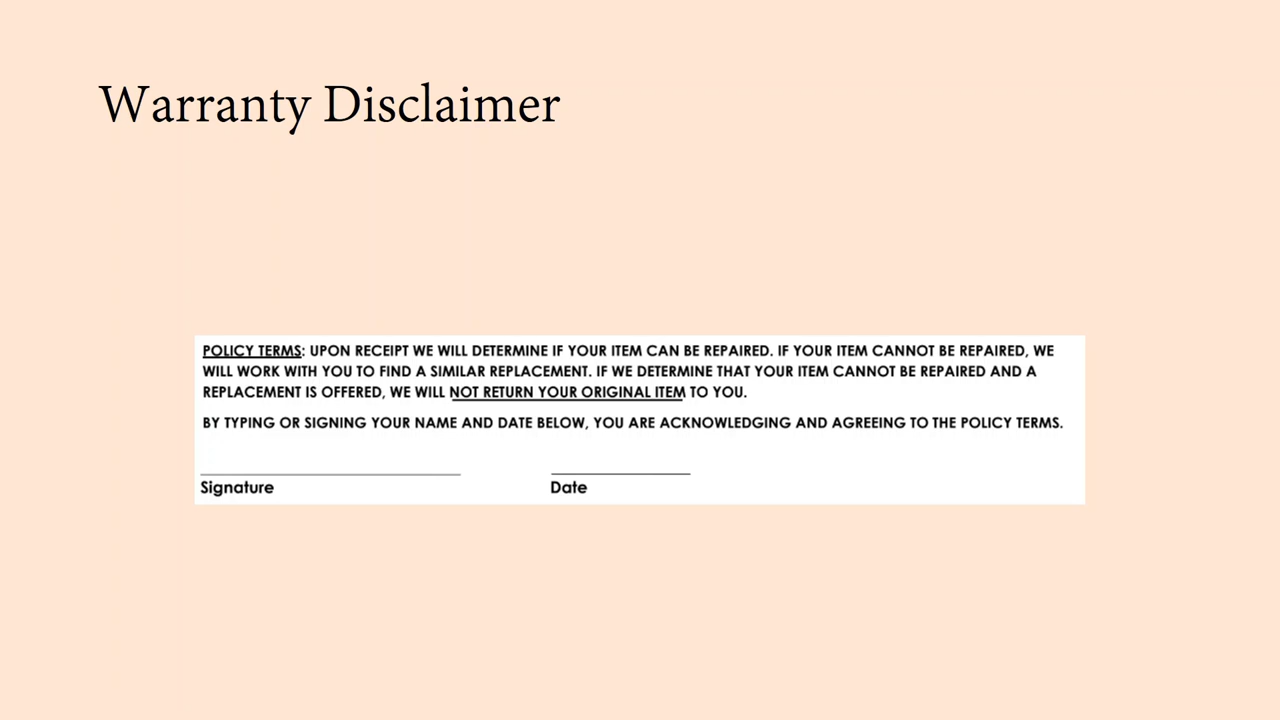 Warranty Disclaimer
POLICY TERMS: UPON RECEIPT WE WILL DETERMINE IF YOUR ITEM CAN BE REPAIRED. IF YOUR ITEM CANNOT BE REPAIRED, WE
WILL WORK WITH YOU TO FIND A SIMILAR REPLACEMENT. IF WE DETERMINE THAT YOUR ITEM CANNOT BE REPAIRED AND A
REPLACEMENT IS OFFERED, WE WILL NOT RETURN YOUR ORIGINAL ITEM TO YOU.
BY TYPING OR SIGNING YOUR NAME AND DATE BELOW, YOU ARE ACKNOWLEDGING AND AGREEING TO THE POLICY TERMS.
Signature Date